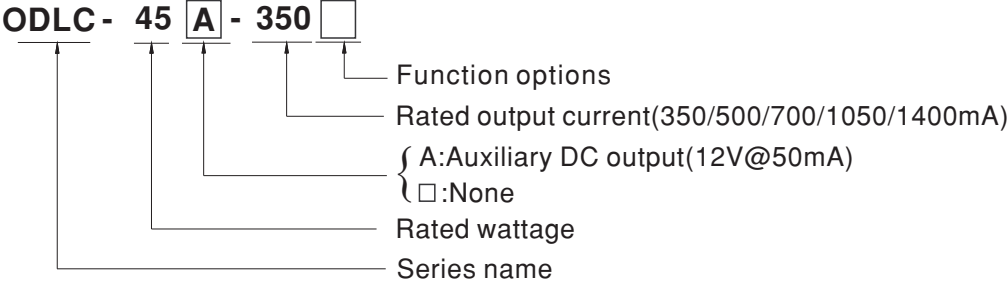 ODLC - 45 A - 350 □
Function options
Rated output current(350/500/700/1050/1400mA)
A:Auxiliary DC output(12V@50mA)
□:None
Rated wattage
Series name